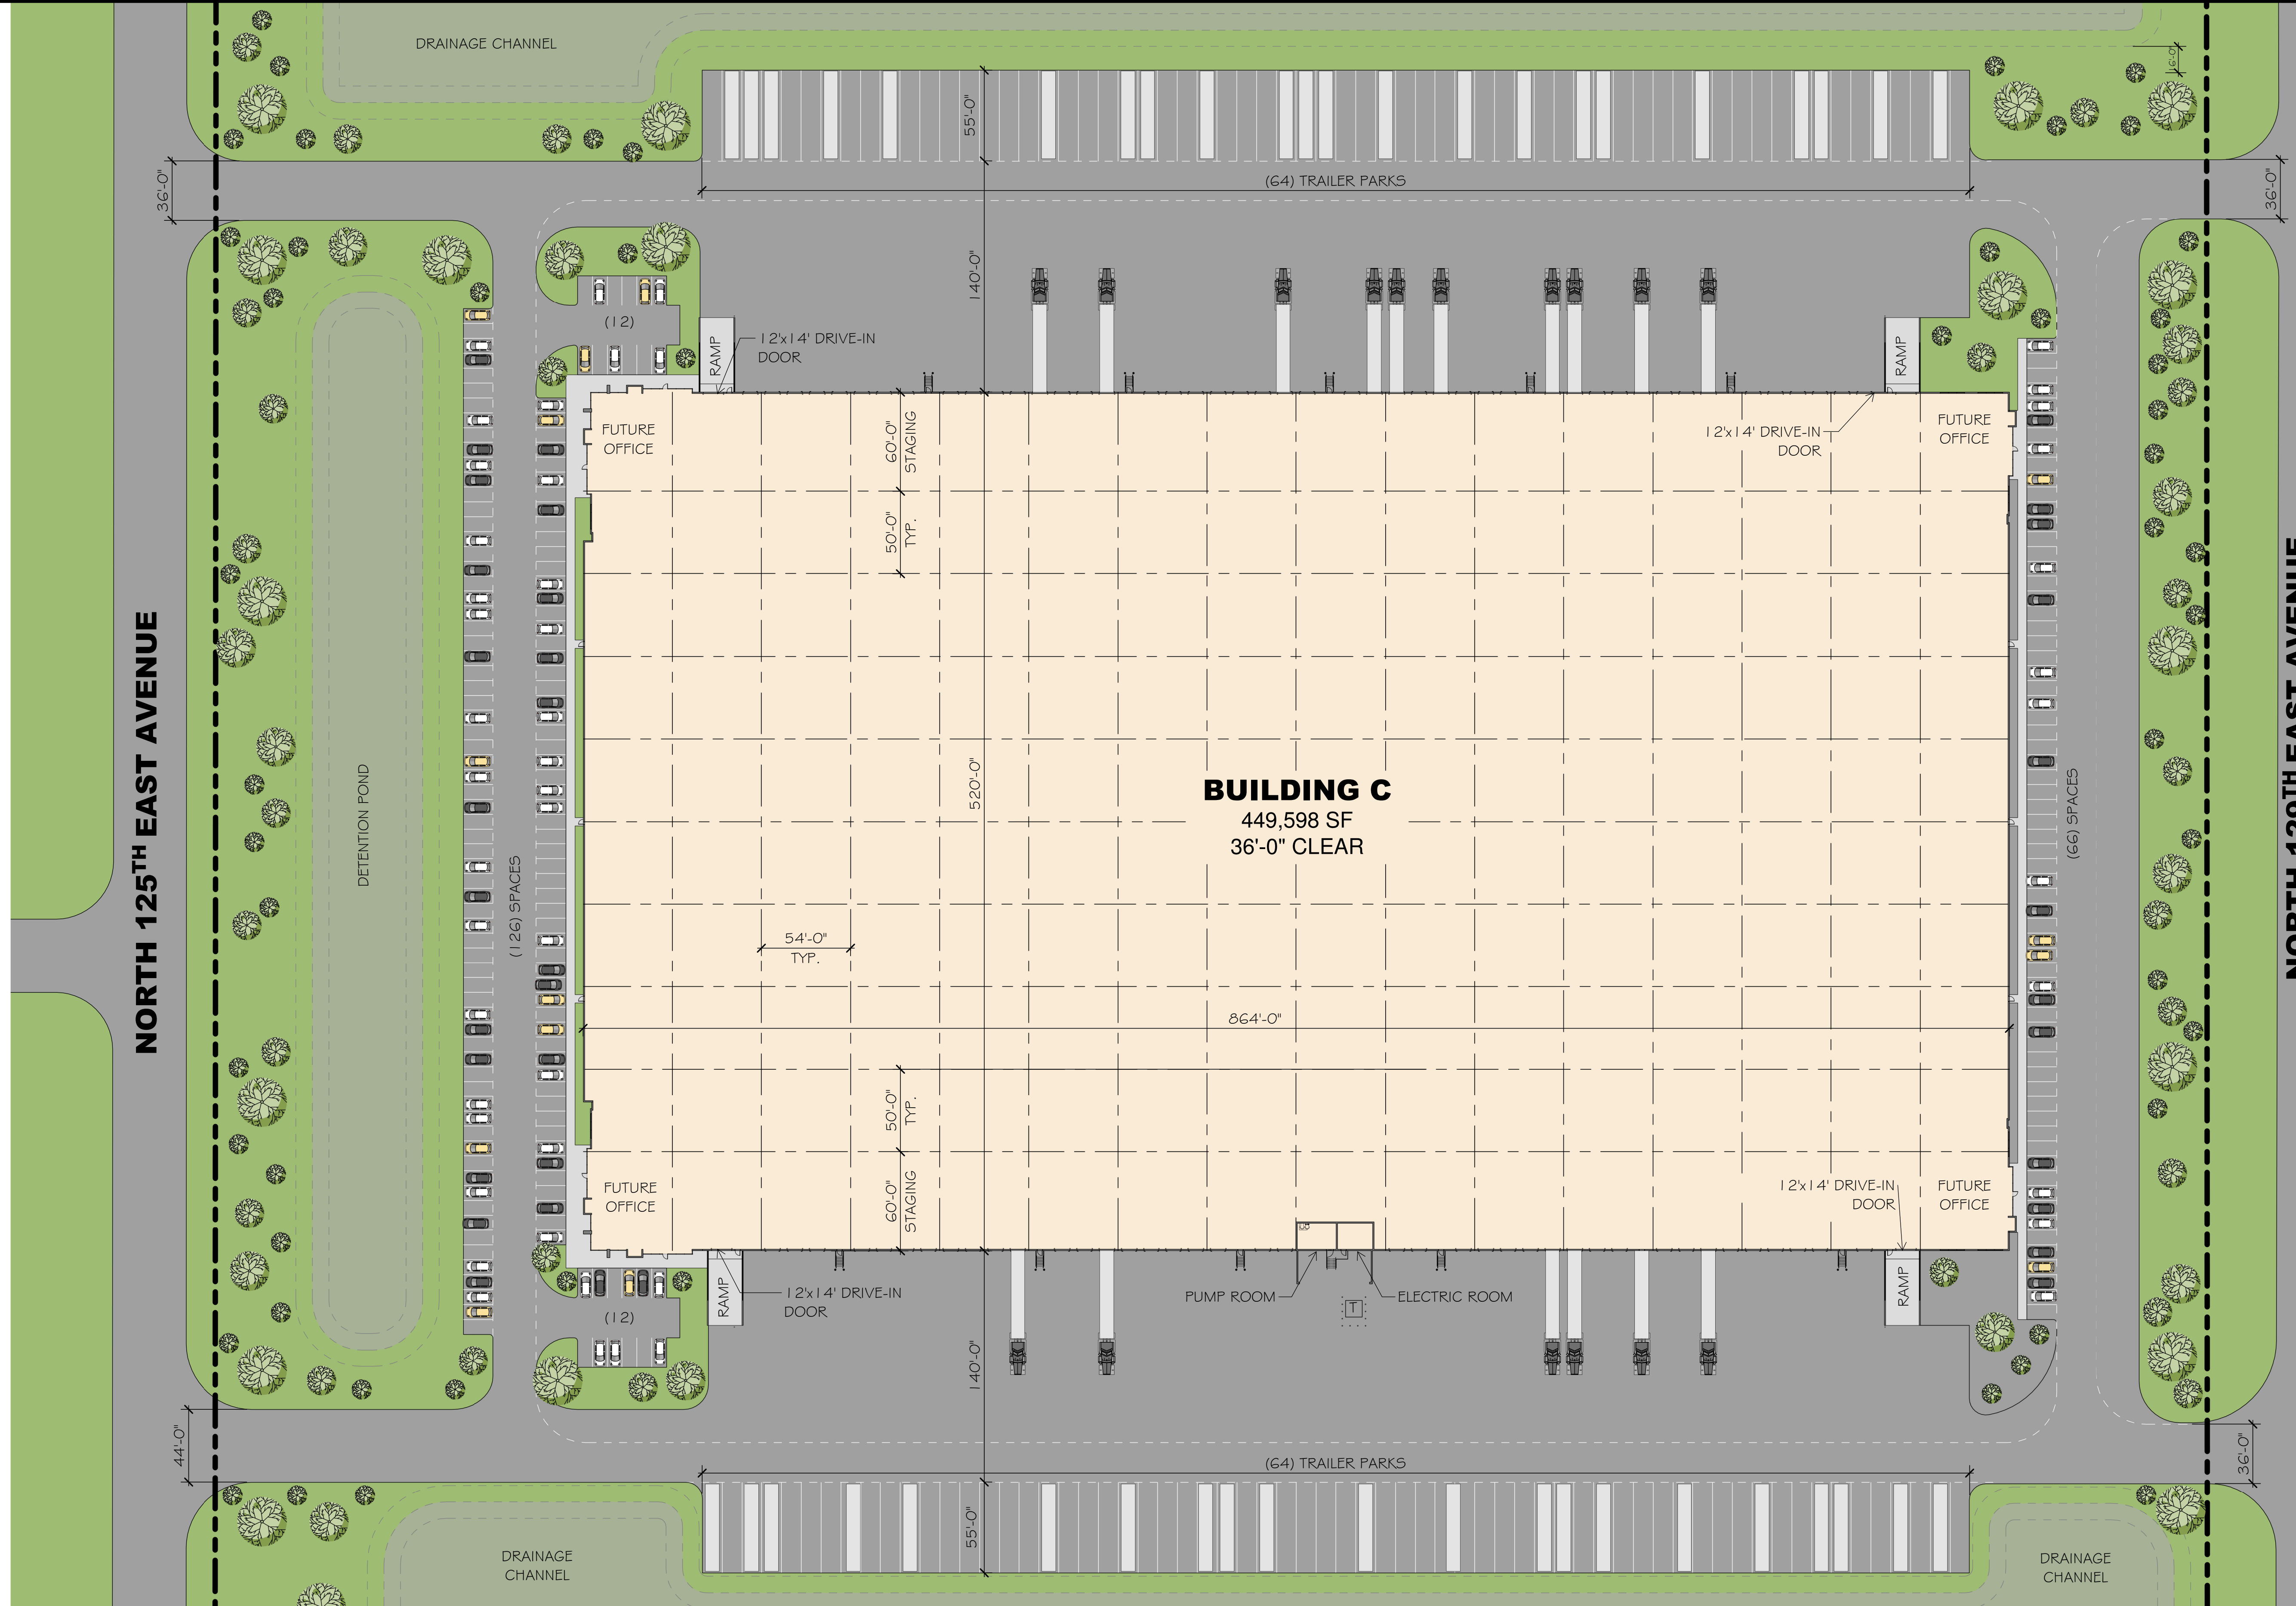 DRAINAGE CHANNEL
16'-0"
55'-0"
(64) TRAILER PARKS
36'-0"
36'-0"
140'-0"
(12)
RAMP
12'x14' DRIVE-IN
DOOR
RAMP
FUTURE
OFFICE
60'-0"
STAGING
12'x14' DRIVE-IN
DOOR
FUTURE
OFFICE
50'-0"
TYP.
NORTH 125TH EAST AVENUE
DETENTION POND
(126) SPACES
520'-0"
BUILDING C
449,598 SF
36'-0" CLEAR
(66) SPACES
NORTH 129TH EAST AVENUE
54'-0"
TYP.
864'-0"
50'-0"
TYP.
60'-0"
STAGING
FUTURE
OFFICE
12'x14' DRIVE-IN
DOOR
FUTURE
OFFICE
RAMP
12'x14' DRIVE-IN
DOOR
PUMP ROOM
T
ELECTRIC ROOM
RAMP
(12)
140'-0"
44'-0"
36'-0"
(64) TRAILER PARKS
55'-0"
DRAINAGE
CHANNEL
DRAINAGE
CHANNEL